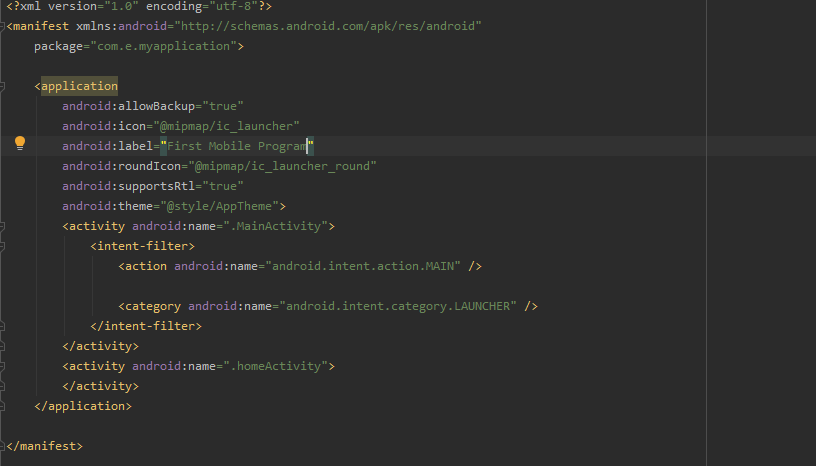 <?xml version="1.0" encoding="utf-8"?>
<manifest xmlns:android="http://schemas.android.com/apk/res/android"
    package="com.e.myapplication">
    <application
        android:allowBackup="true"
        android:icon="@mipmap/ic_launcher"
        android:label="First Mobile Program"
        android:roundIcon="@mipmap/ic_launcher_round"
        android:supportsRtl="true"
        android:theme="@style/AppTheme">
        <activity android:name=".MainActivity">
            <intent-filter>
                <action android:name="android.intent.action.MAIN" />
                <category android:name="android.intent.category.LAUNCHER" />
            </intent-filter>
        </activity>
        <activity android:name=".homeActivity">
        </activity>
    </application>
</manifest>